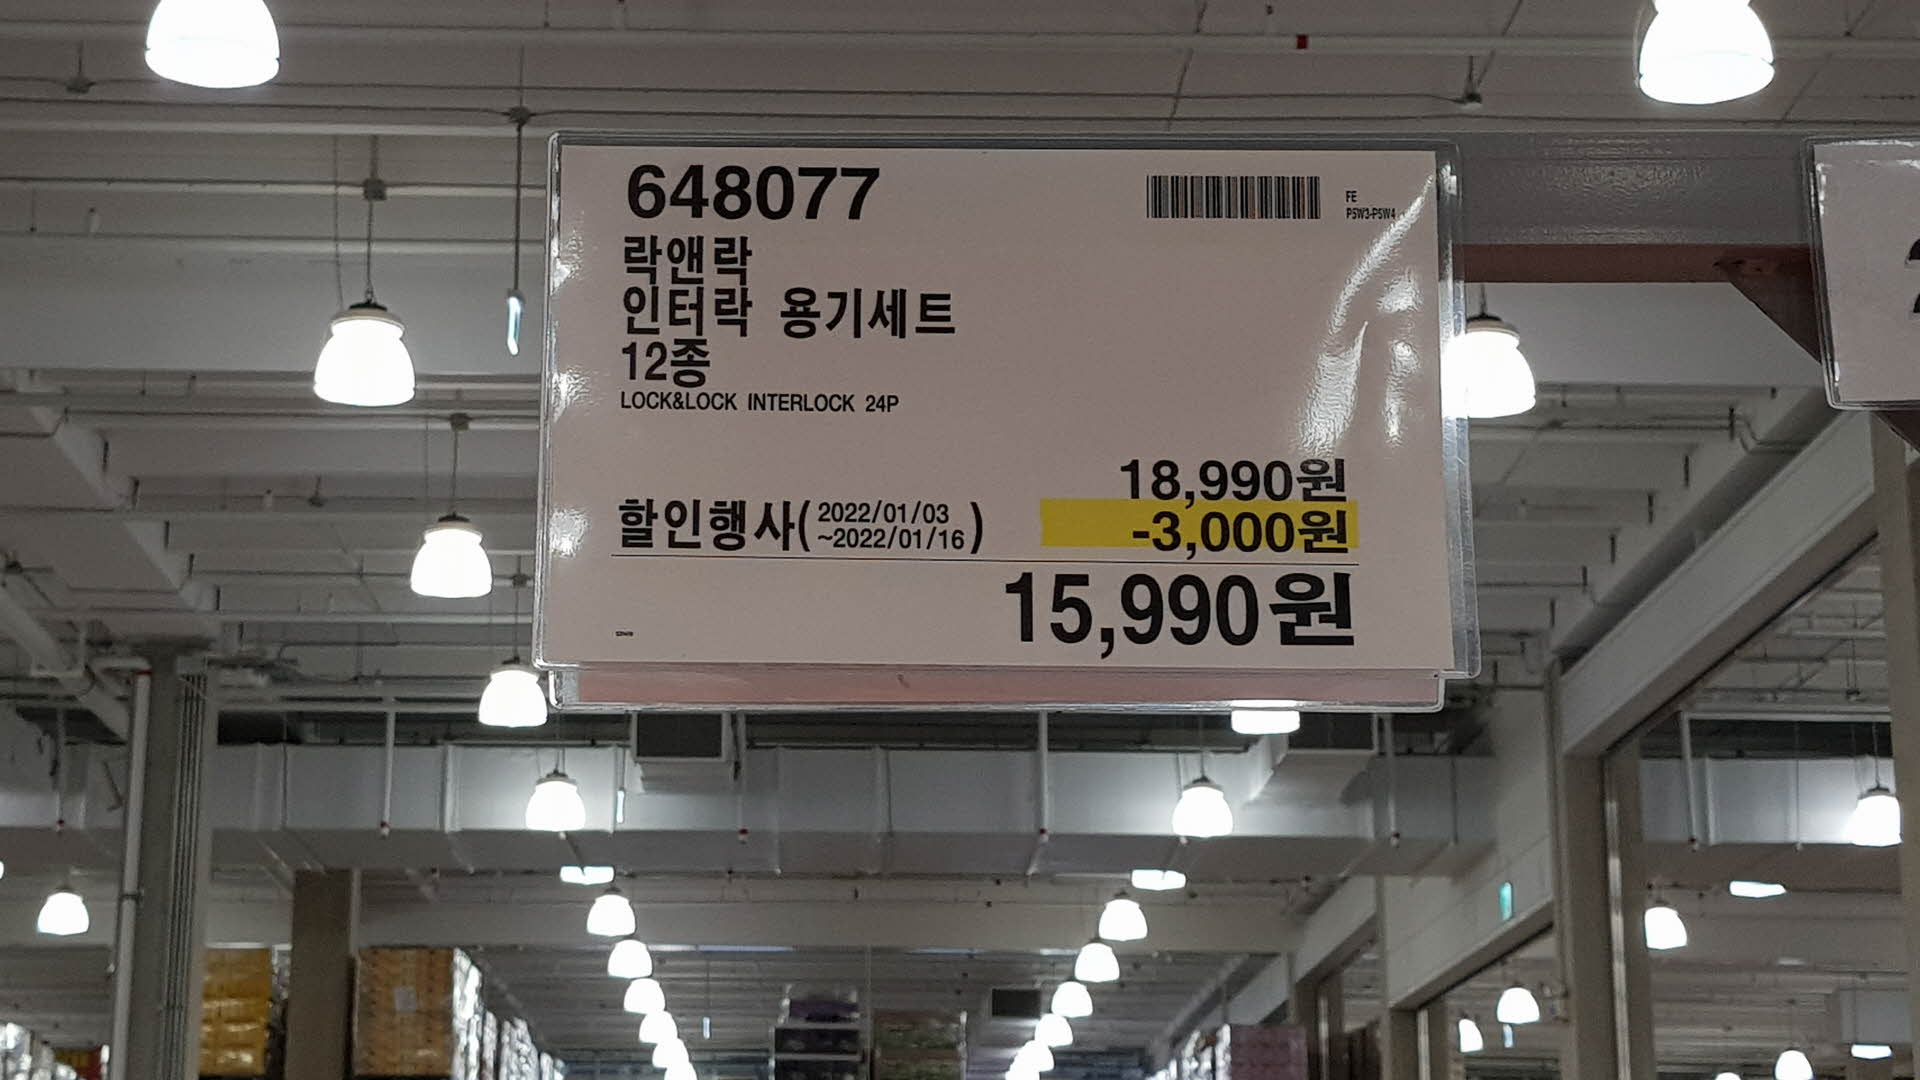 648077
FE
P5W3-P5W4
락앤락
인터락 용기세트
12종
LOCK&LOCK INTERLOCK 24P
18,990원
할인행사(2022/01/03
~2022/01/16)
-3,000원
15,990원